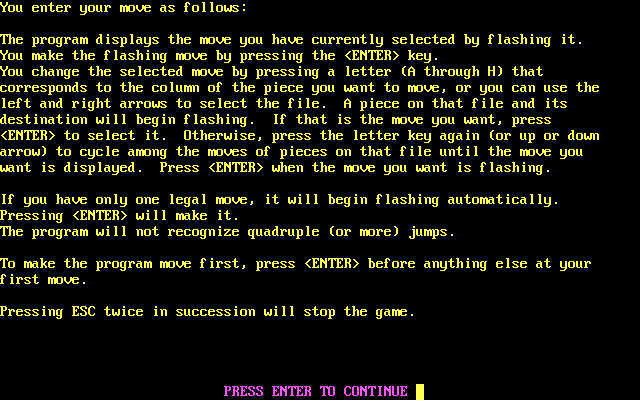 You enter your move as follows:
The program displays the move you have currently selected by flashing it.
You make the flashing move by pressing the <ENTER> key.
You change the selected move by pressing a letter (A through H) that
corresponds to the column of the piece you want to move, or you can use the
left and right arrows to select the file.  A piece on that file and its
destination will begin flashing.  If that is the move you want, press
<ENTER> to select it.  Otherwise, press the letter key again (or up or down
arrow) to cycle among the moves of pieces on that file until the move you
want is displayed.  Press <ENTER> when the move you want is flashing.
If you have only one legal move, it will begin flashing automatically.
Pressing <ENTER> will make it.
The program will not recognize quadruple (or more) jumps.
To make the program move first, press <ENTER> before anything else at your
first move.
Pressing ESC twice in succession will stop the game.
PRESS ENTER TO CONTINUE